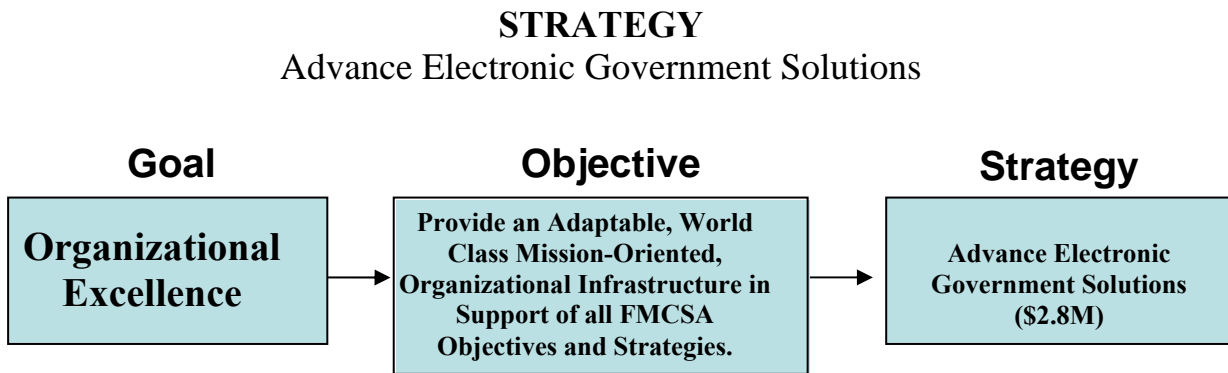 STRATEGY
Advance Electronic Government Solutions
Goal
Objective
Strategy
Organizational
Excellence
Provide an Adaptable, World
Class Mission-Oriented,
Organizational Infrastructure in
Support of all FMCSA
Objectives and Strategies.
Advance Electronic
Government Solutions
($2.8M)